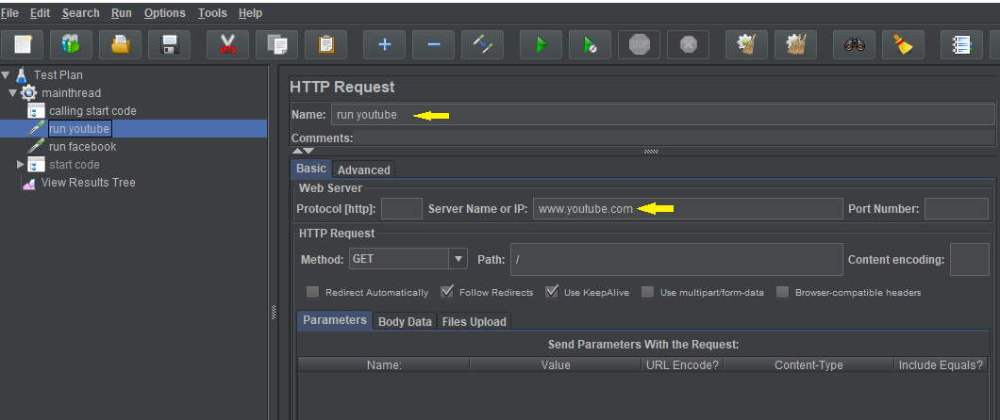 File Edit Search Run Options Tools Help
STOP
Test Plan
mainthread
calling start code
run youtube
run facebook
start code
View Results Tree
HTTP Request
Name: run youtube
Comments:
Basic Advanced
Web Server
Protocol [http]: Server Name or IP: www.youtube.com Port Number:
HTTP Request
Method: GET Path: / Content encoding:
Redirect Automatically Follow Redirects Use KeepAlive Use multipart/form-data Browser-compatible headers
Parameters Body Data Files Upload
Send Parameters With the Request:
Name: Value URL Encode? Content-Type Include Equals?